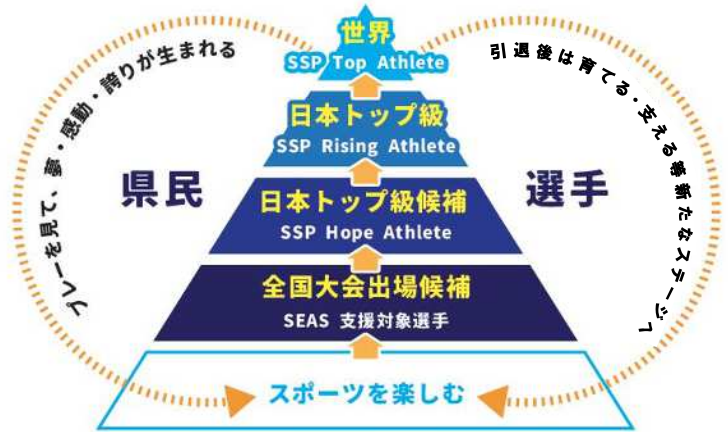 世界
SSP Top Athlete
日本トップ級
SSP Rising Athlete
日本トップ級候補
SSP Hope Athlete
全国大会出場候補
SEAS 支援対象選手
スポーツを楽しむ
県民
プレーを見て、夢・感動・誇りが生まれる
選手
引退後は育てる・支える等新たなステージへ